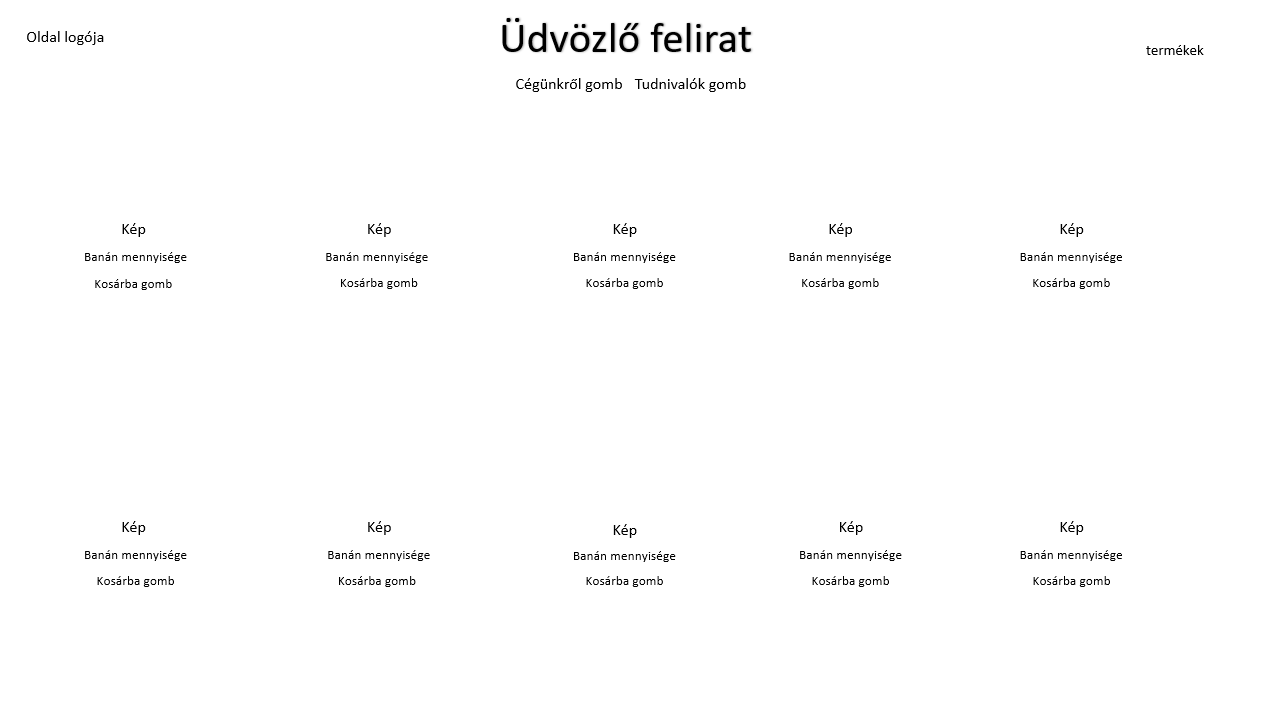 Oldal logója
Üdvözlő felirat
termékek
Cégünkről gomb Tudnivalók gomb
Kép Kép Kép Kép Kép
Banán mennyisége Banán mennyisége Banán mennyisége Banán mennyisége Banán mennyisége
Kosárba gomb Kosárba gomb Kosárba gomb Kosárba gomb Kosárba gomb
Kép Kép Kép Kép Kép
Banán mennyisége Banán mennyisége Banán mennyisége Banán mennyisége Banán mennyisége
Kosárba gomb Kosárba gomb Kosárba gomb Kosárba gomb Kosárba gomb